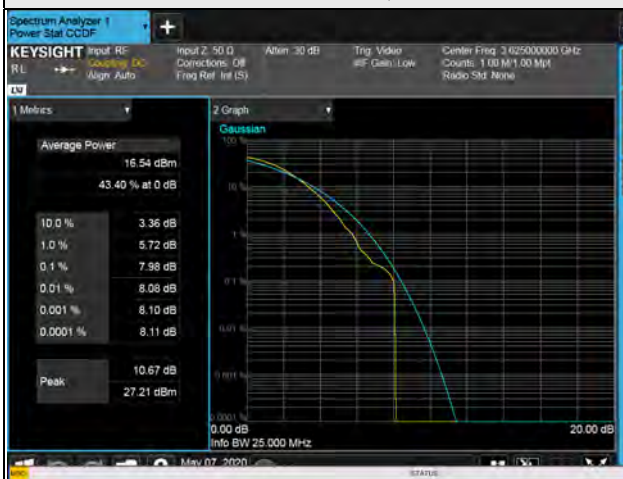 Spectrum Analyzer 1
Power Stat CCDF
+
KEYSIGHT
RL
Input: RF
Coupling: DC
Align: Auto
Input Z: 50 Ω
Corrections: Off
Freq Ref: Int (S)
Atten: 30 dB
Trig: Video
#IF Gain: Low
Center Freq: 3.625000000 GHz
Counts: 1.00 M/1.00 Mpt
Radio Std: None
1 Metrics
Average Power
16.54 dBm
43.40 % at 0 dB
10.0 % 3.36 dB
1.0 % 5.72 dB
0.1 % 7.98 dB
0.01 % 8.08 dB
0.001 % 8.10 dB
0.0001 % 8.11 dB
Peak 10.67 dB
27.21 dBm
2 Graph
Gaussian
100 %
10 %
1 %
0.1 %
0.01 %
0.001 %
0.0001 %
0.00 dB
20.00 dB
Info BW 25.000 MHz
May 07, 2020
STATUS